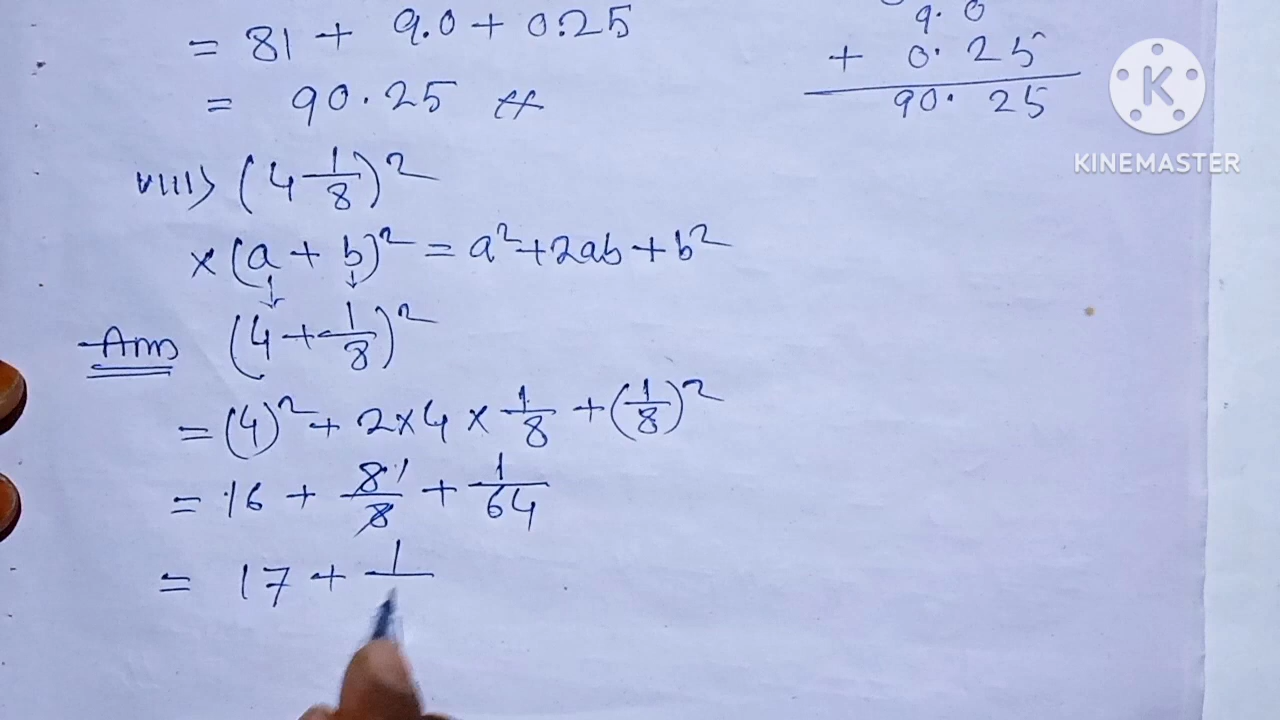 = 81 + 9.0 + 0.25
= 90.25
9.0
+ 0.25
90.25
KINEMASTER
viii) (4 1/8)²
× (a + b)² = a² + 2ab + b²
Ans (4 + 1/8)²
= (4)² + 2×4 × 1/8 + (1/8)²
= 16 + 8/8 1 + 1/64
= 17 + 1/